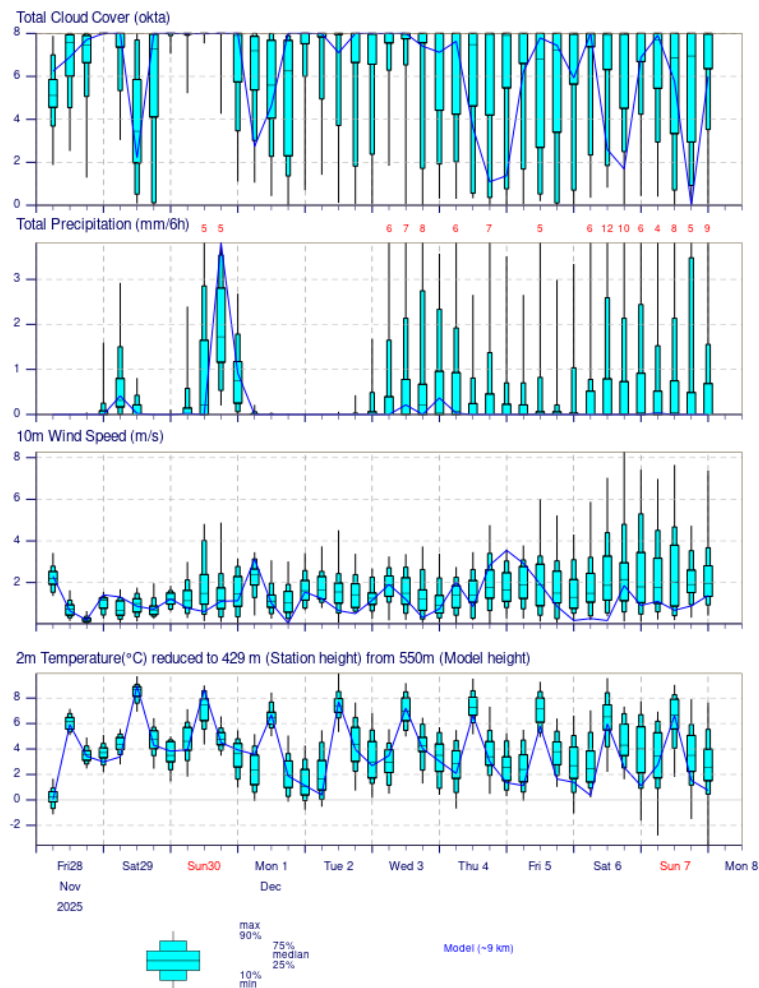 Total Cloud Cover (okta)
8
6
4
2
0
Total Precipitation (mm/6h)
5 5 6 7 8 6 7 5 6 12 10 6 4 8 5 9
3
2
1
0
10m Wind Speed (m/s)
8
6
4
2
2m Temperature(°C) reduced to 429 m (Station height) from 550m (Model height)
8
6
4
2
0
-2
Fri28 Sat29 Sun30 Mon 1 Tue 2 Wed 3 Thu 4 Fri 5 Sat 6 Sun 7 Mon 8
Nov Dec
2025
max
90%
75%
median
25%
10%
min
Model (~9 km)